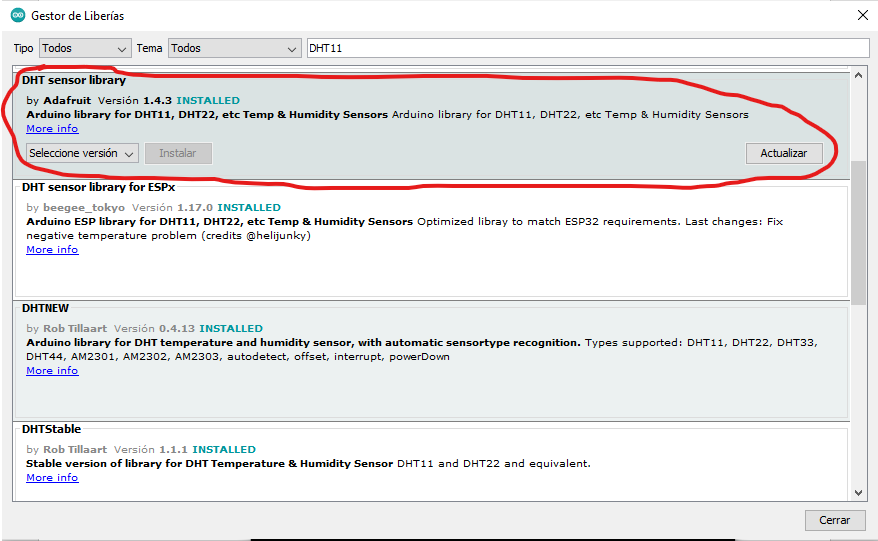 Gestor de Liberías
Tipo Todos Tema Todos DHT11
DHT sensor library
by Adafruit Versión 1.4.3 INSTALLED
Arduino library for DHT11, DHT22, etc Temp & Humidity Sensors Arduino library for DHT11, DHT22, etc Temp & Humidity Sensors
More info
Seleccione versión Instalar Actualizar
DHT sensor library for ESPx
by beegee_tokyo Versión 1.17.0 INSTALLED
Arduino ESP library for DHT11, DHT22, etc Temp & Humidity Sensors Optimized libray to match ESP32 requirements. Last changes: Fix
negative temperature problem (credits @helijunky)
More info
DHTNEW
by Rob Tillaart Versión 0.4.13 INSTALLED
Arduino library for DHT temperature and humidity sensor, with automatic sensortype recognition. Types supported: DHT11, DHT22, DHT33,
DHT44, AM2301, AM2302, AM2303, autodetect, offset, interrupt, powerDown
More info
DHTStable
by Rob Tillaart Versión 1.1.1 INSTALLED
Stable version of library for DHT Temperature & Humidity Sensor DHT11 and DHT22 and equivalent.
More info
Cerrar